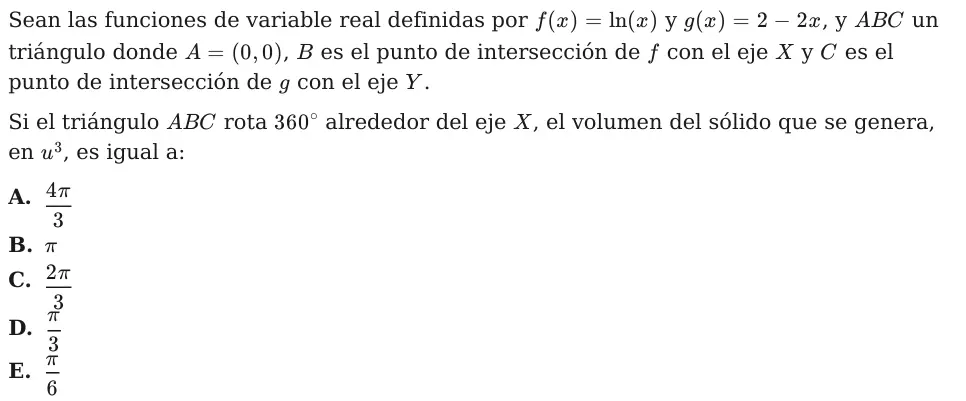 Sean las funciones de variable real definidas por f(x) = ln(x) y g(x) = 2 − 2x, y ABC un
triángulo donde A = (0, 0), B es el punto de intersección de f con el eje X y C es el
punto de intersección de g con el eje Y.
Si el triángulo ABC rota 360° alrededor del eje X, el volumen del sólido que se genera,
en u³, es igual a:
A. 4π/3
B. π
C. 2π/3
D. π/3
E. π/6